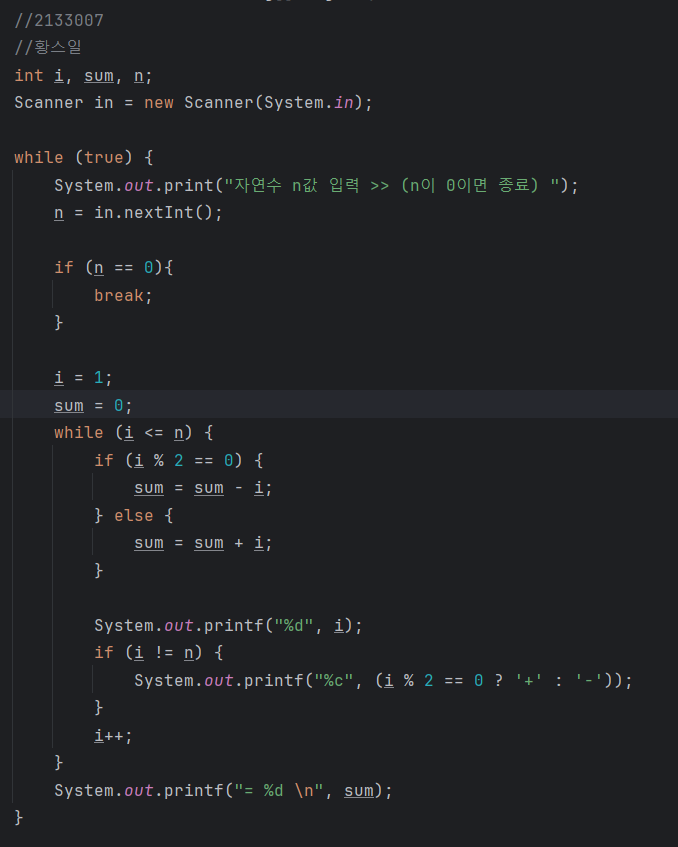 //2133007
//황스일
int i, sum, n;
Scanner in = new Scanner(System.in);
while (true) {
System.out.print("자연수 n값 입력 >> (n이 0이면 종료) ");
n = in.nextInt();
if (n == 0){
break;
}
i = 1;
sum = 0;
while (i <= n) {
if (i % 2 == 0) {
sum = sum - i;
} else {
sum = sum + i;
}
System.out.printf("%d", i);
if (i != n) {
System.out.printf("%c", (i % 2 == 0 ? '+' : '-'));
}
i++;
}
System.out.printf("= %d \n", sum);
}